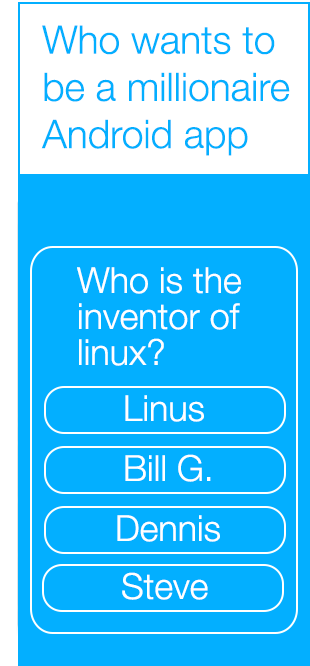 Who wants to
be a millionaire
Android app
Who is the
inventor of
linux?
Linus
Bill G.
Dennis
Steve